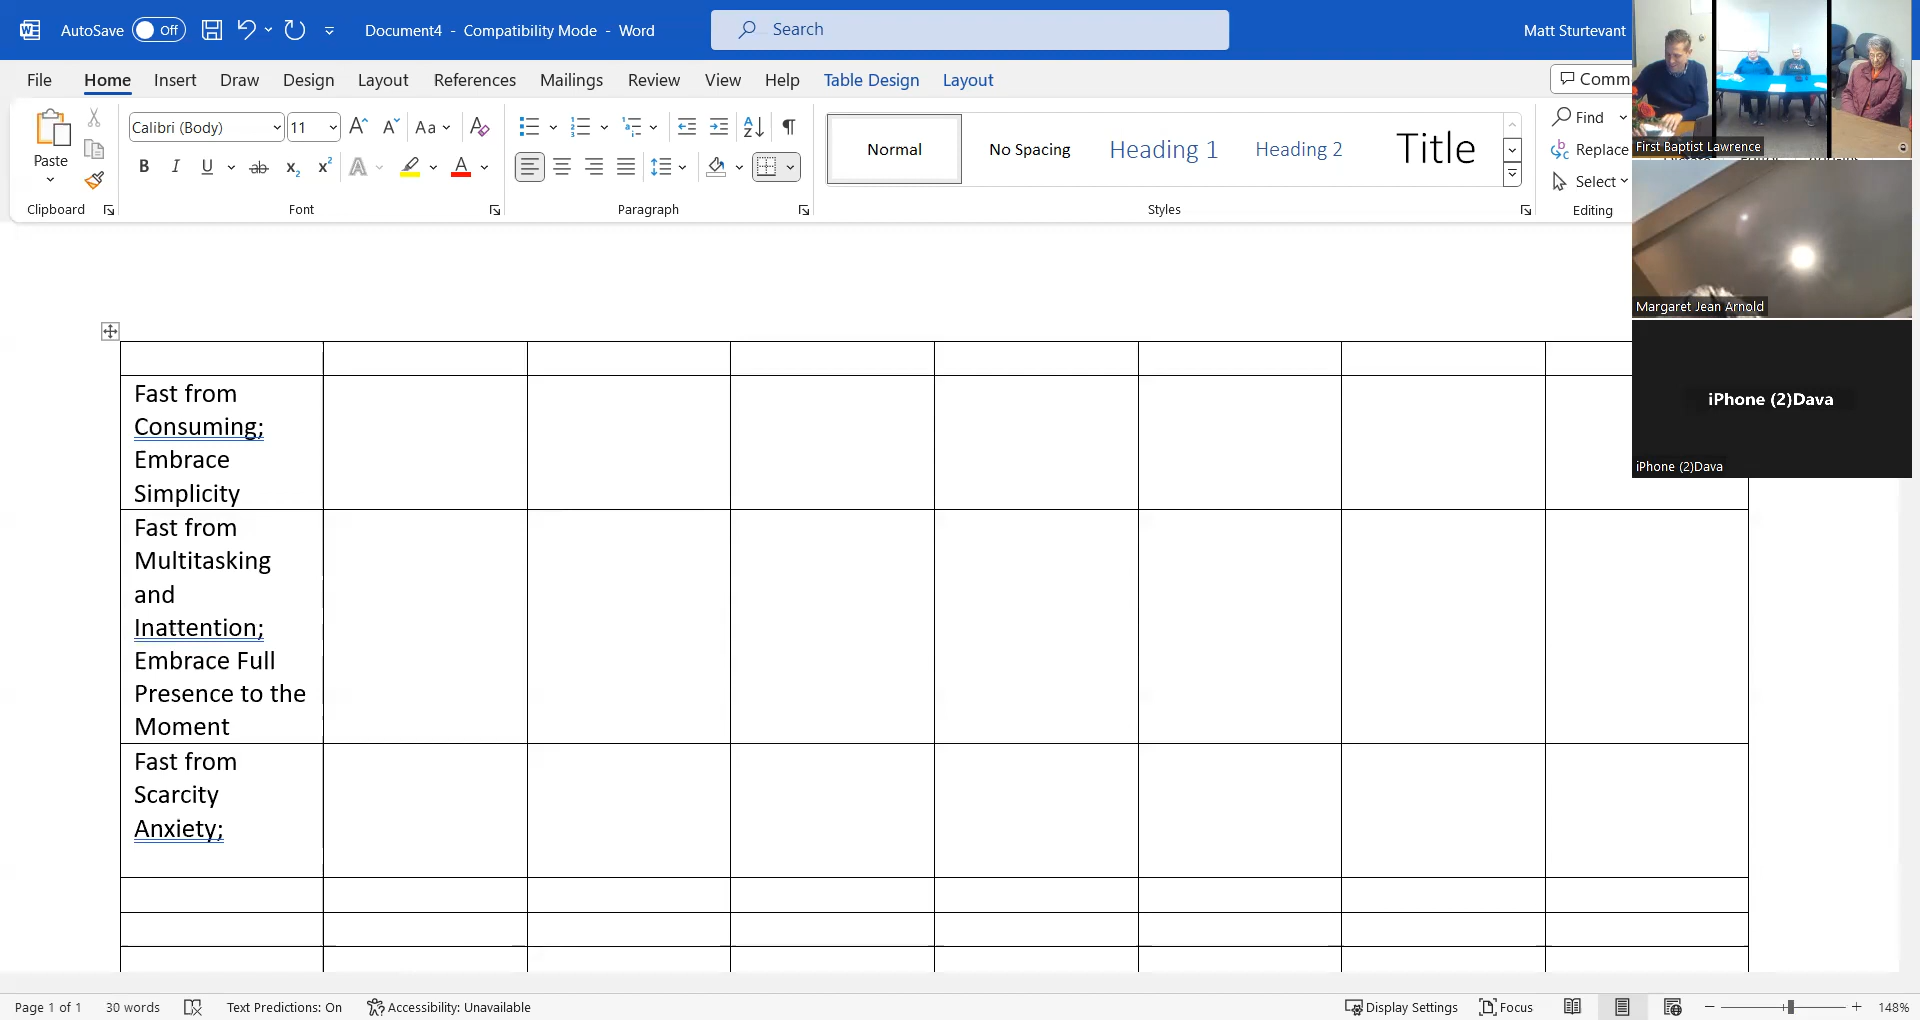 AutoSave Off Document4 - Compatibility Mode - Word Search Matt Sturtevant
File Home Insert Draw Design Layout References Mailings Review View Help Table Design Layout Comm
Calibri (Body) 11 Aa Find
Paste B I U ab x2 x2 A A Normal No Spacing Heading 1 Heading 2 Title Replace
Select
Clipboard Font Paragraph Styles Editing
First Baptist Lawrence
Margaret Jean Arnold
iPhone (2)Dava
iPhone (2)Dava
Fast from
Consuming;
Embrace
Simplicity
Fast from
Multitasking
and
Inattention;
Embrace Full
Presence to the
Moment
Fast from
Scarcity
Anxiety;
Page 1 of 1 30 words Text Predictions: On Accessibility: Unavailable Display Settings Focus 148%